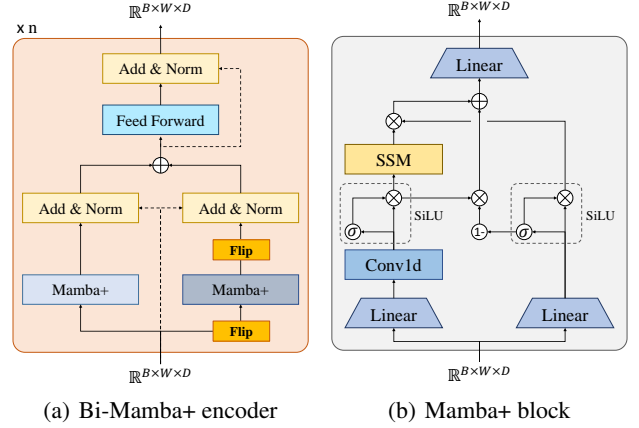 ℝ^{B×W×D}
x n
Add & Norm
Feed Forward
Add & Norm
Add & Norm
Flip
Mamba+
Mamba+
Flip
ℝ^{B×W×D}
(a) Bi-Mamba+ encoder
ℝ^{B×W×D}
Linear
SSM
SiLU
SiLU
σ
1-
σ
Conv1d
Linear
Linear
ℝ^{B×W×D}
(b) Mamba+ block